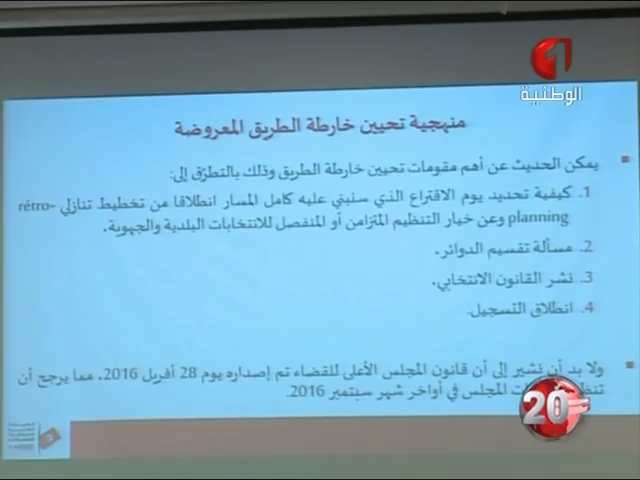 الوطنية
منهجية تحيين خارطة الطريق المعروضة
يمكن الحديث عن أهم مقومات تحيين خارطة الطريق وذلك بالتطرّق إلى:
1. كيفية تحديد يوم الاقتراع الذي سنبني عليه كامل المسار انطلاقا من تخطيط تنازلي rétro-
planning وعن خيار التنظيم المتزامن أو المنفصل للانتخابات البلدية والجهوية.
2. مسألة تقسيم الدوائر.
3. نشر القانون الانتخابي.
4. انطلاق التسجيل.
ولا بد أن نشير إلى أن قانون المجلس الأعلى للقضاء تم إصداره يوم 28 أفريل 2016، مما يرجح أن
المجلس في أواخر شهر سبتمبر 2016.
20